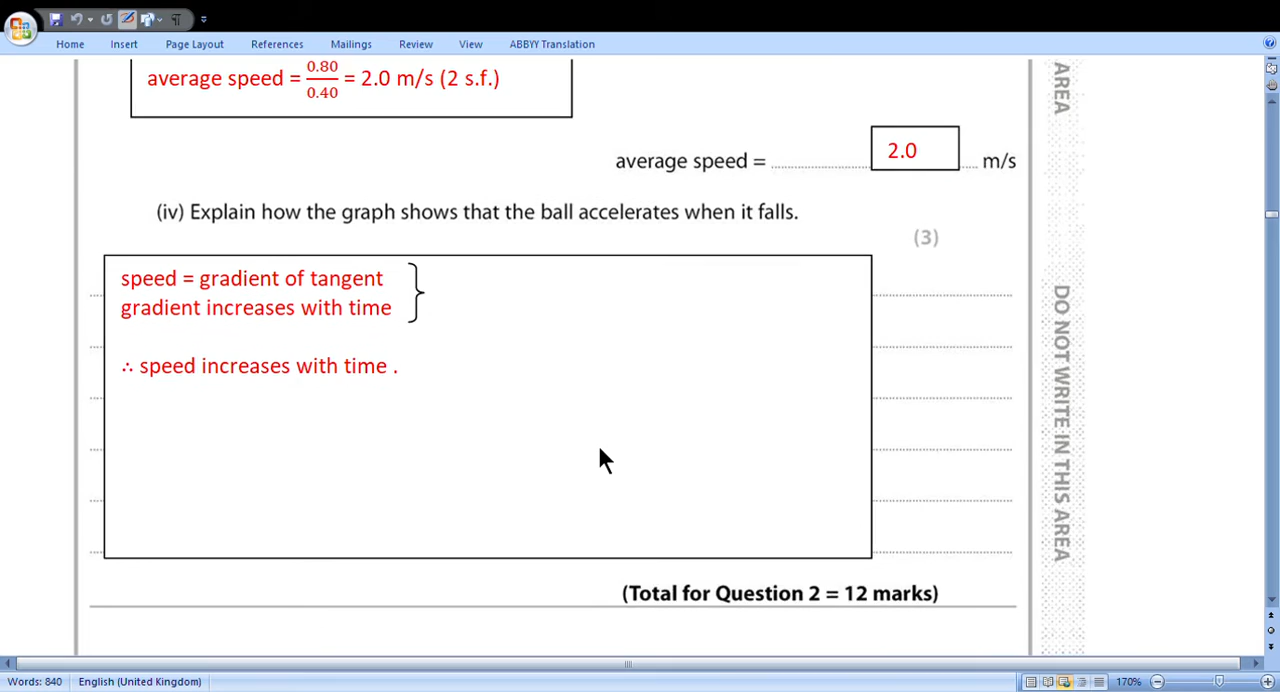 Home Insert Page Layout References Mailings Review View ABBYY Translation
average speed = 0.80/0.40 = 2.0 m/s (2 s.f.)
average speed = 2.0 m/s
(iv) Explain how the graph shows that the ball accelerates when it falls.
(3)
speed = gradient of tangent
gradient increases with time
∴ speed increases with time .
(Total for Question 2 = 12 marks)
AREA
DO NOT WRITE IN THIS AREA
Words: 840 English (United Kingdom) 170%